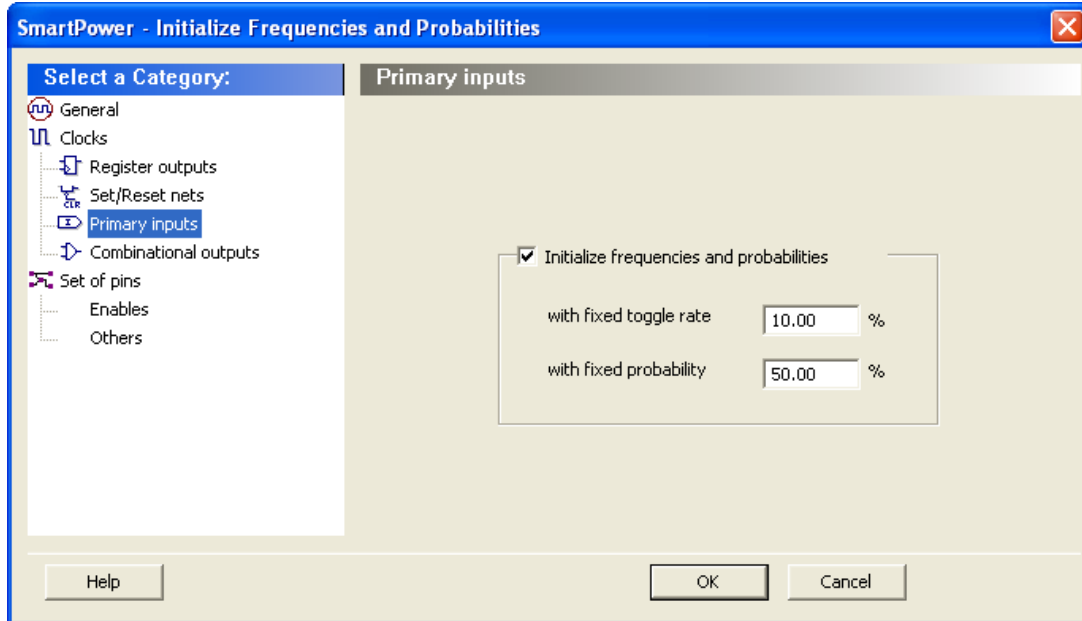 SmartPower - Initialize Frequencies and Probabilities
Select a Category:
Primary inputs
General
Clocks
Register outputs
Set/Reset nets
CLR
Primary inputs
Combinational outputs
Set of pins
Enables
Others
Initialize frequencies and probabilities
with fixed toggle rate 10.00 %
with fixed probability 50.00 %
Help OK Cancel